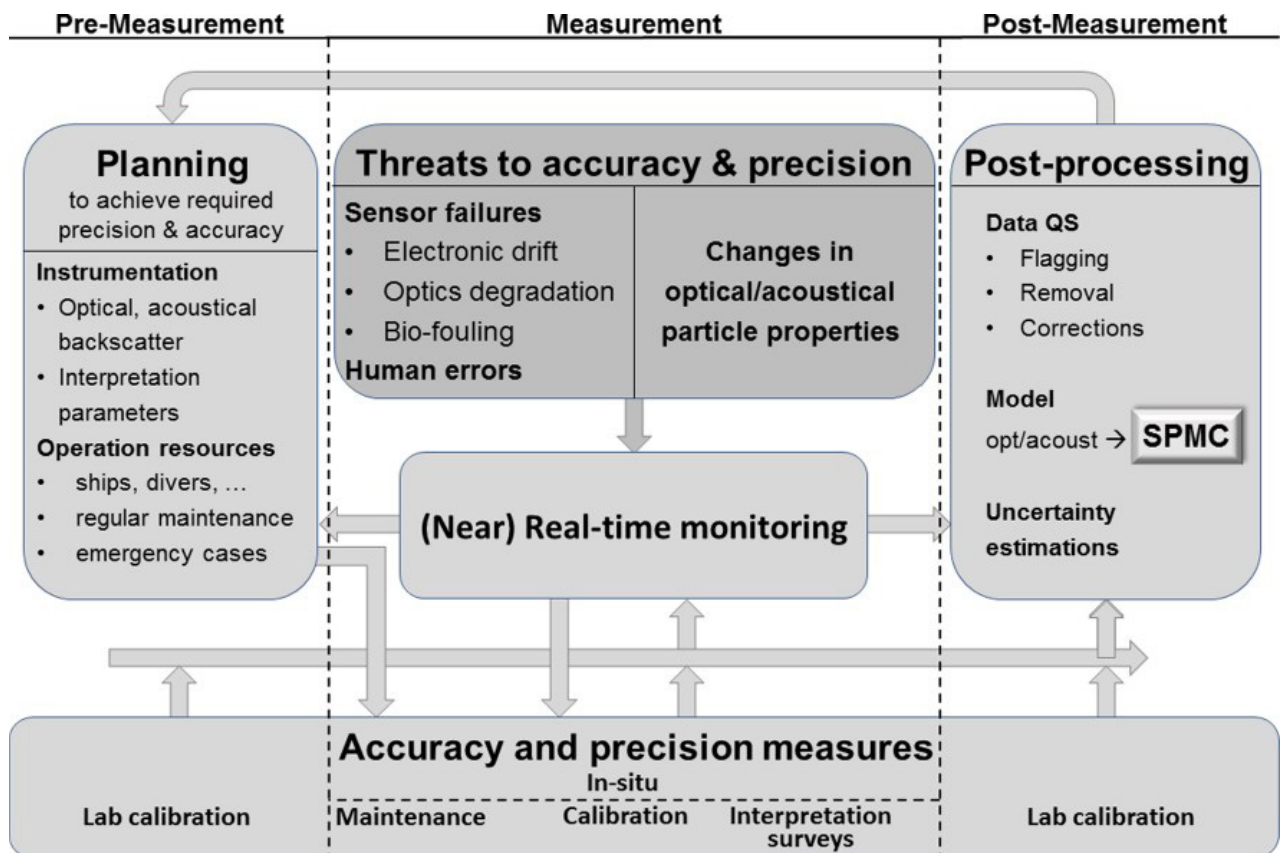 Pre-Measurement
Measurement
Post-Measurement
Planning
to achieve required
precision & accuracy
Instrumentation
• Optical, acoustical
backscatter
• Interpretation
parameters
Operation resources
• ships, divers, ...
• regular maintenance
• emergency cases
Threats to accuracy & precision
Sensor failures
• Electronic drift
• Optics degradation
• Bio-fouling
Human errors
Changes in
optical/acoustical
particle properties
(Near) Real-time monitoring
Post-processing
Data QS
• Flagging
• Removal
• Corrections
Model
opt/acoust → SPMC
Uncertainty
estimations
Accuracy and precision measures
In-situ
Lab calibration
Maintenance
Calibration
Interpretation
surveys
Lab calibration